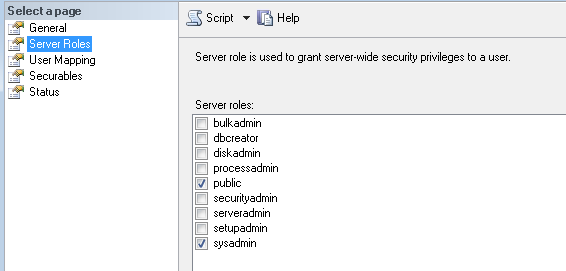 Select a page
General
Server Roles
User Mapping
Securables
Status
Script Help
Server role is used to grant server-wide security privileges to a user.
Server roles:
bulkadmin
dbcreator
diskadmin
processadmin
public
securityadmin
serveradmin
setupadmin
sysadmin